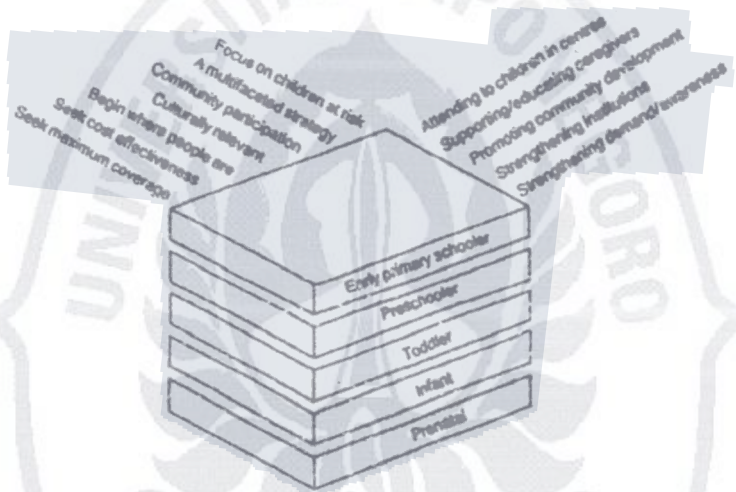 Focus on children at risk
A multifaceted strategy
Community participation
Culturally relevant
Begin where people are
Seek cost effectiveness
Seek maximum coverage
Attending to children in centres
Supporting/educating caregivers
Promoting community development
Strengthening institutions
Strengthening demand/awareness
Early primary schooler
Preschooler
Toddler
Infant
Prenatal
UNIVERSITAS DIPONEGORO